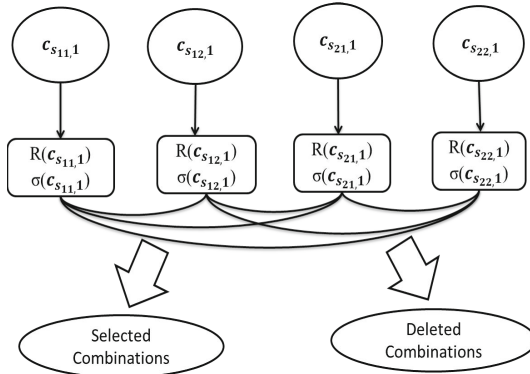 c_{s_{11},1} c_{s_{12},1} c_{s_{21},1} c_{s_{22},1}
R(c_{s_{11},1}) R(c_{s_{12},1}) R(c_{s_{21},1}) R(c_{s_{22},1})
σ(c_{s_{11},1}) σ(c_{s_{12},1}) σ(c_{s_{21},1}) σ(c_{s_{22},1})
Selected
Combinations
Deleted
Combinations